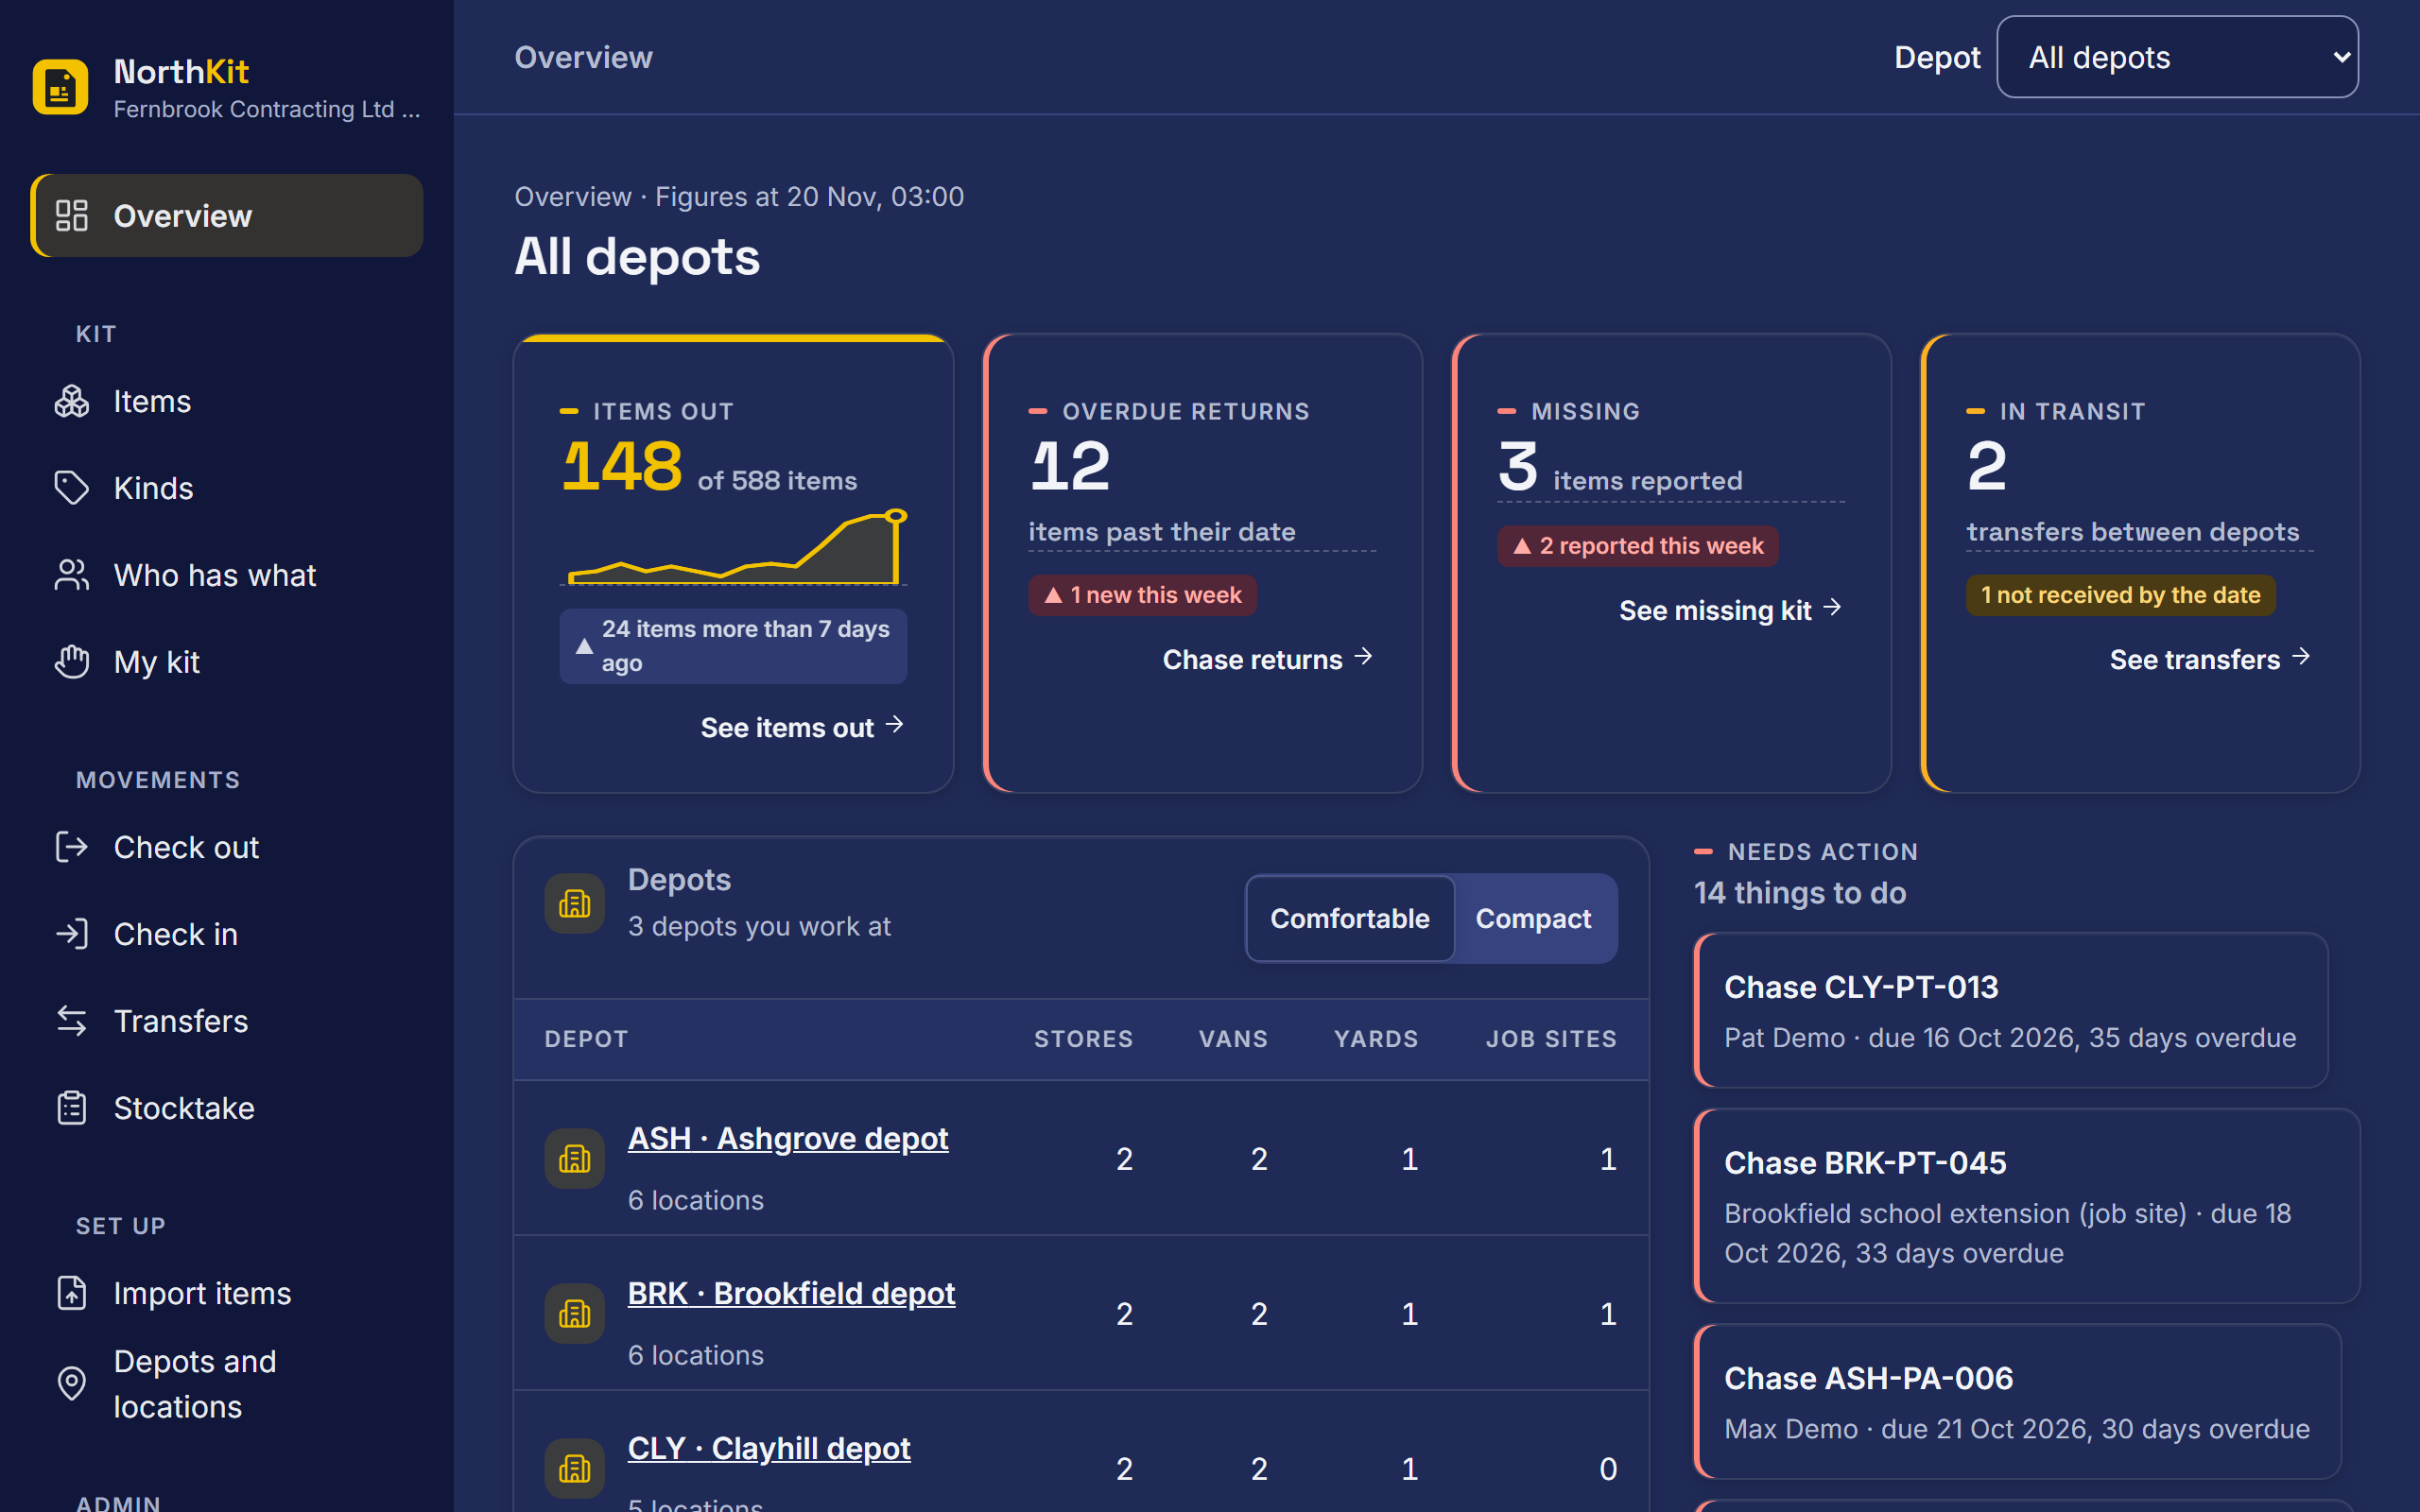 NorthKit
Fernbrook Contracting Ltd ...
Overview
KIT
Items
Kinds
Who has what
My kit
MOVEMENTS
Check out
Check in
Transfers
Stocktake
SET UP
Import items
Depots and
locations
ADMIN
Overview
Depot
All depots
Overview · Figures at 20 Nov, 03:00
All depots
ITEMS OUT
148 of 588 items
▲ 24 items more than 7 days
ago
See items out →
OVERDUE RETURNS
12
items past their date
▲ 1 new this week
Chase returns →
MISSING
3 items reported
▲ 2 reported this week
See missing kit →
IN TRANSIT
2
transfers between depots
1 not received by the date
See transfers →
Depots
3 depots you work at
Comfortable Compact
DEPOT STORES VANS YARDS JOB SITES
ASH · Ashgrove depot 2 2 1 1
6 locations
BRK · Brookfield depot 2 2 1 1
6 locations
CLY · Clayhill depot 2 2 1 0
5 locations
NEEDS ACTION
14 things to do
Chase CLY-PT-013
Pat Demo · due 16 Oct 2026, 35 days overdue
Chase BRK-PT-045
Brookfield school extension (job site) · due 18
Oct 2026, 33 days overdue
Chase ASH-PA-006
Max Demo · due 21 Oct 2026, 30 days overdue